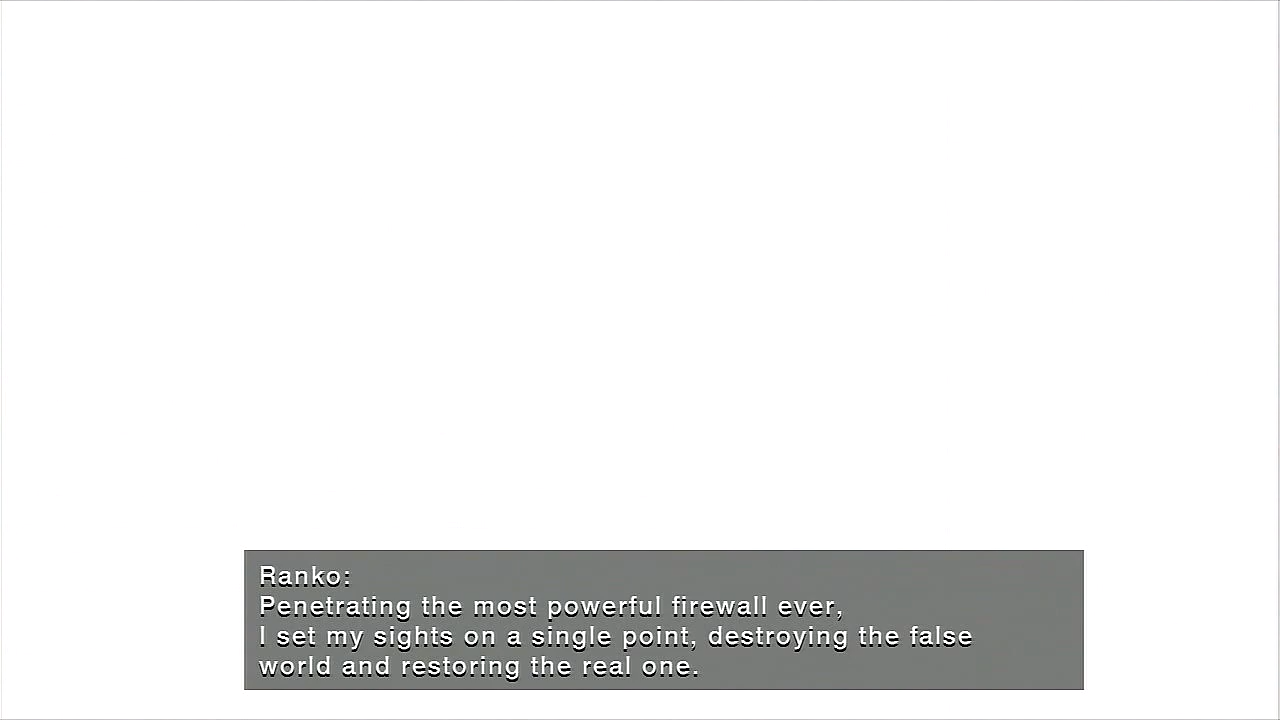 Ranko:
Penetrating the most powerful firewall ever,
I set my sights on a single point, destroying the false
world and restoring the real one.